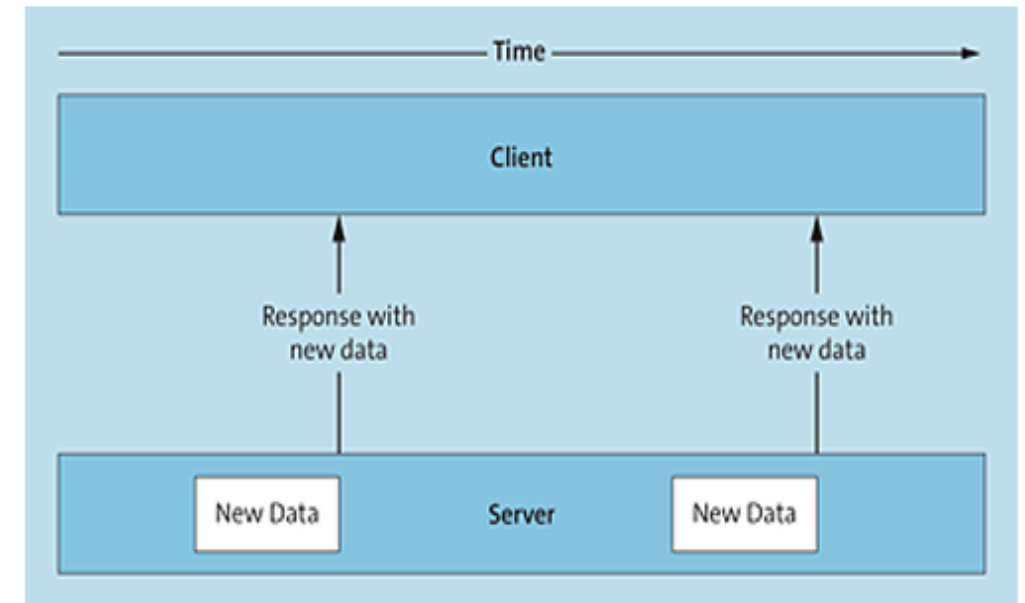 Time
Client
Response with
new data
Response with
new data
New Data
Server
New Data